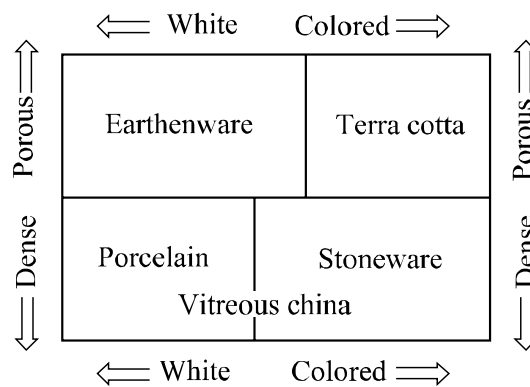 White Colored
Porous
Dense
Earthenware
Terra cotta
Porcelain
Stoneware
Vitreous china
Porous
Dense
White Colored